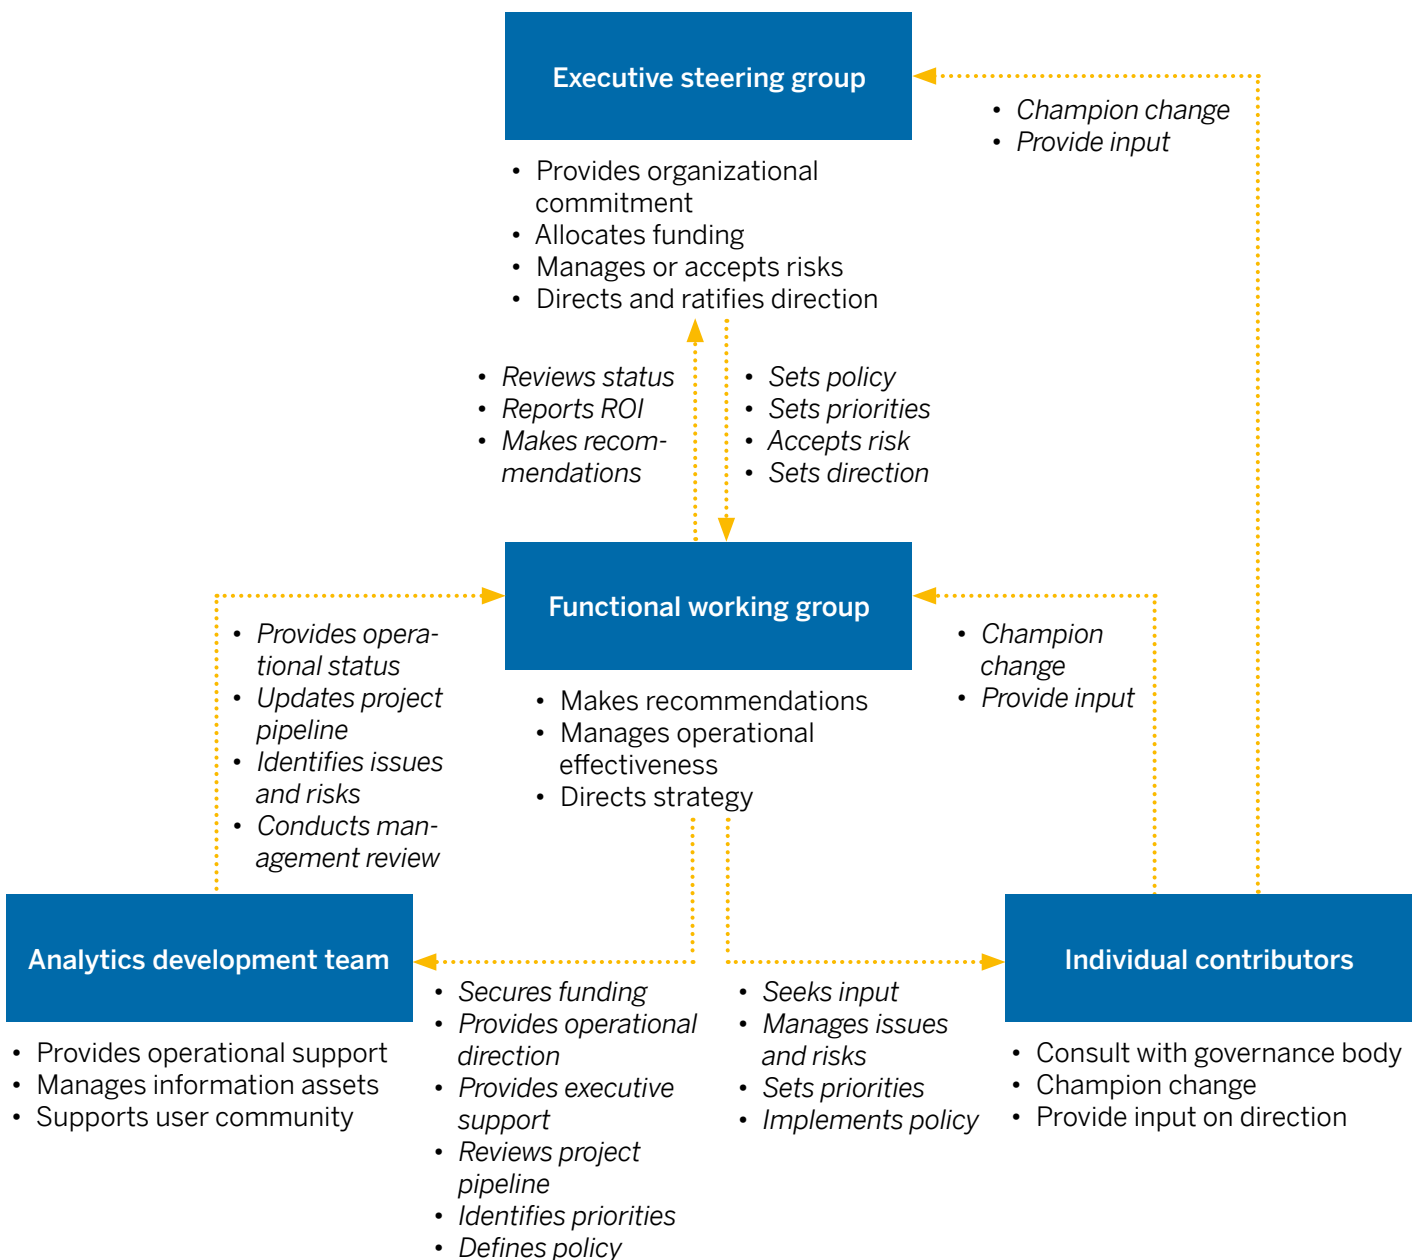 Executive steering group
• Champion change
• Provide input
• Provides organizational
commitment
• Allocates funding
• Manages or accepts risks
• Directs and ratifies direction
• Reviews status
• Reports ROI
• Makes recom-
mendations
• Sets policy
• Sets priorities
• Accepts risk
• Sets direction
Functional working group
• Provides opera-
tional status
• Updates project
pipeline
• Identifies issues
and risks
• Conducts man-
agement review
• Champion
change
• Provide input
• Makes recommendations
• Manages operational
effectiveness
• Directs strategy
Analytics development team
• Provides operational support
• Manages information assets
• Supports user community
• Secures funding
• Provides operational
direction
• Provides executive
support
• Reviews project
pipeline
• Identifies priorities
• Defines policy
• Seeks input
• Manages issues
and risks
• Sets priorities
• Implements policy
Individual contributors
• Consult with governance body
• Champion change
• Provide input on direction